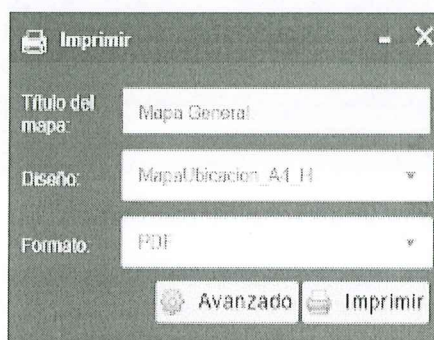 Imprimir
Título del
mapa:
Mapa General
Diseño:
MapaUbicacion_A4_H
Formato:
PDF
Avanzado
Imprimir